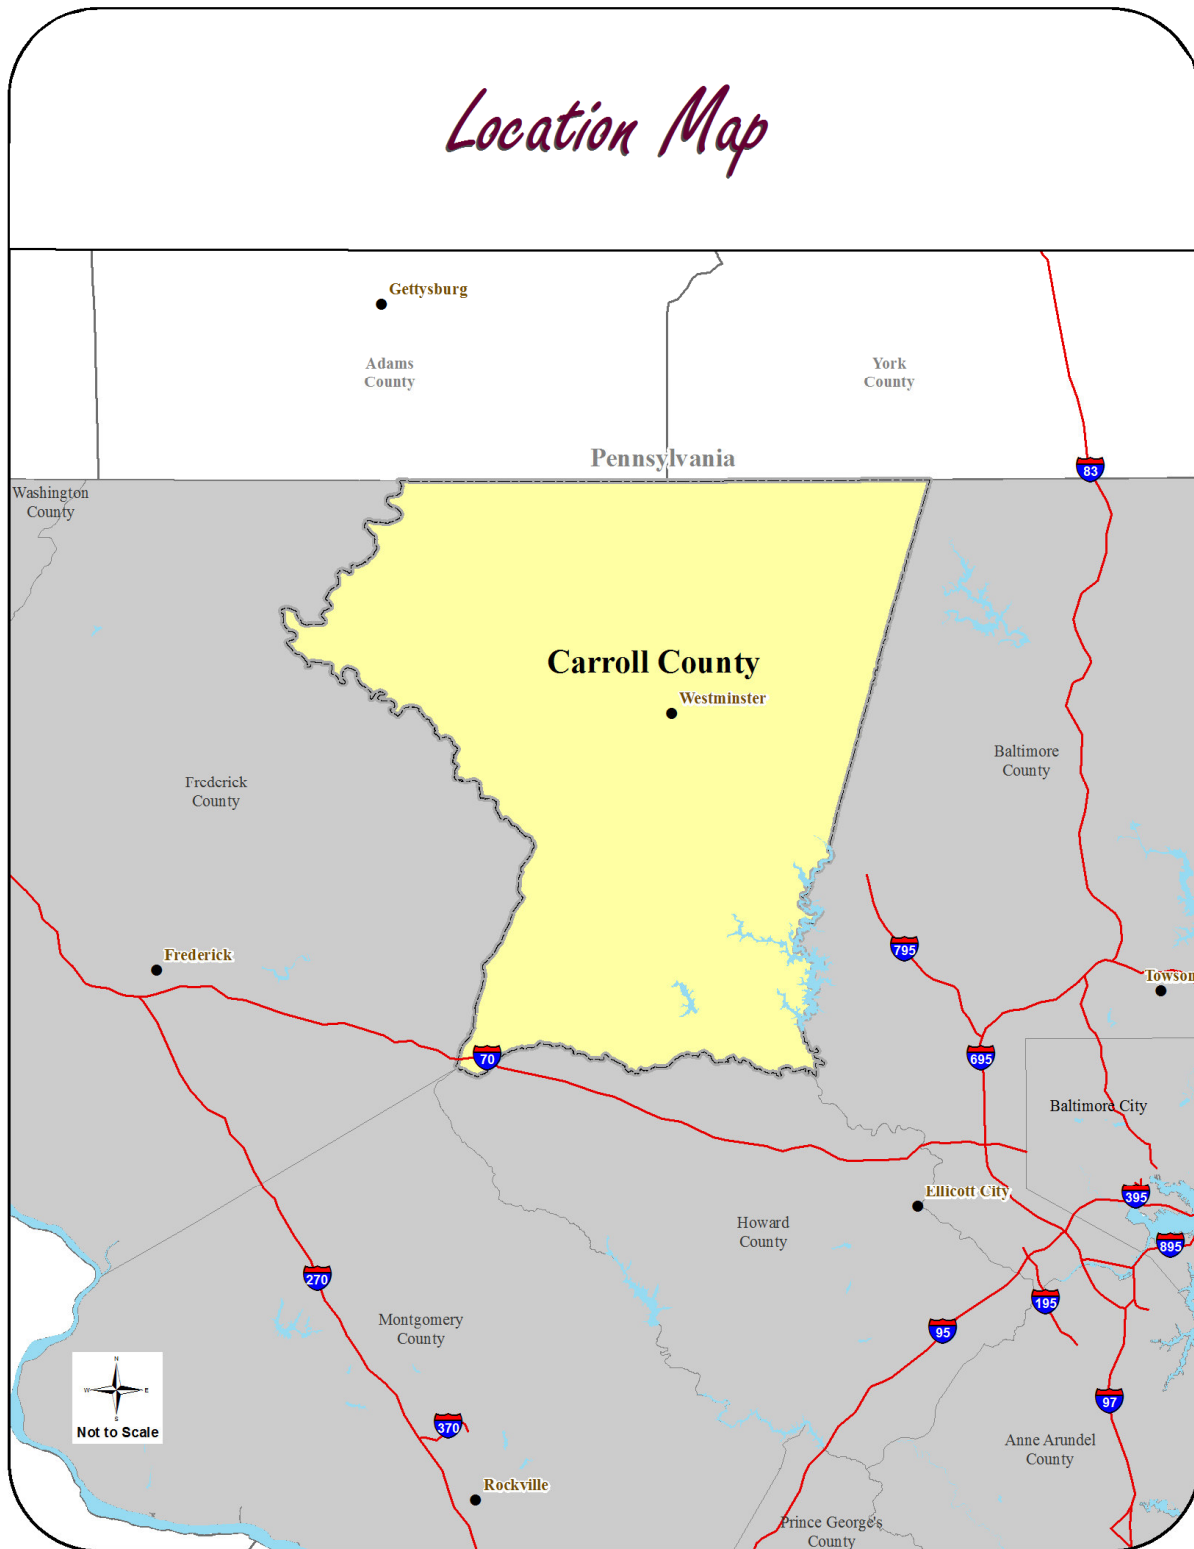 Location Map
Gettysburg
Adams
County
York
County
Pennsylvania
83
Washington
County
Carroll County
Westminster
Baltimore
County
Frederick
County
795
Frederick
Towson
70
695
Baltimore City
Ellicott City
395
Howard
County
895
270
195
Montgomery
County
95
N
W E
S
Not to Scale
97
370
Anne Arundel
County
Rockville
Prince George's
County